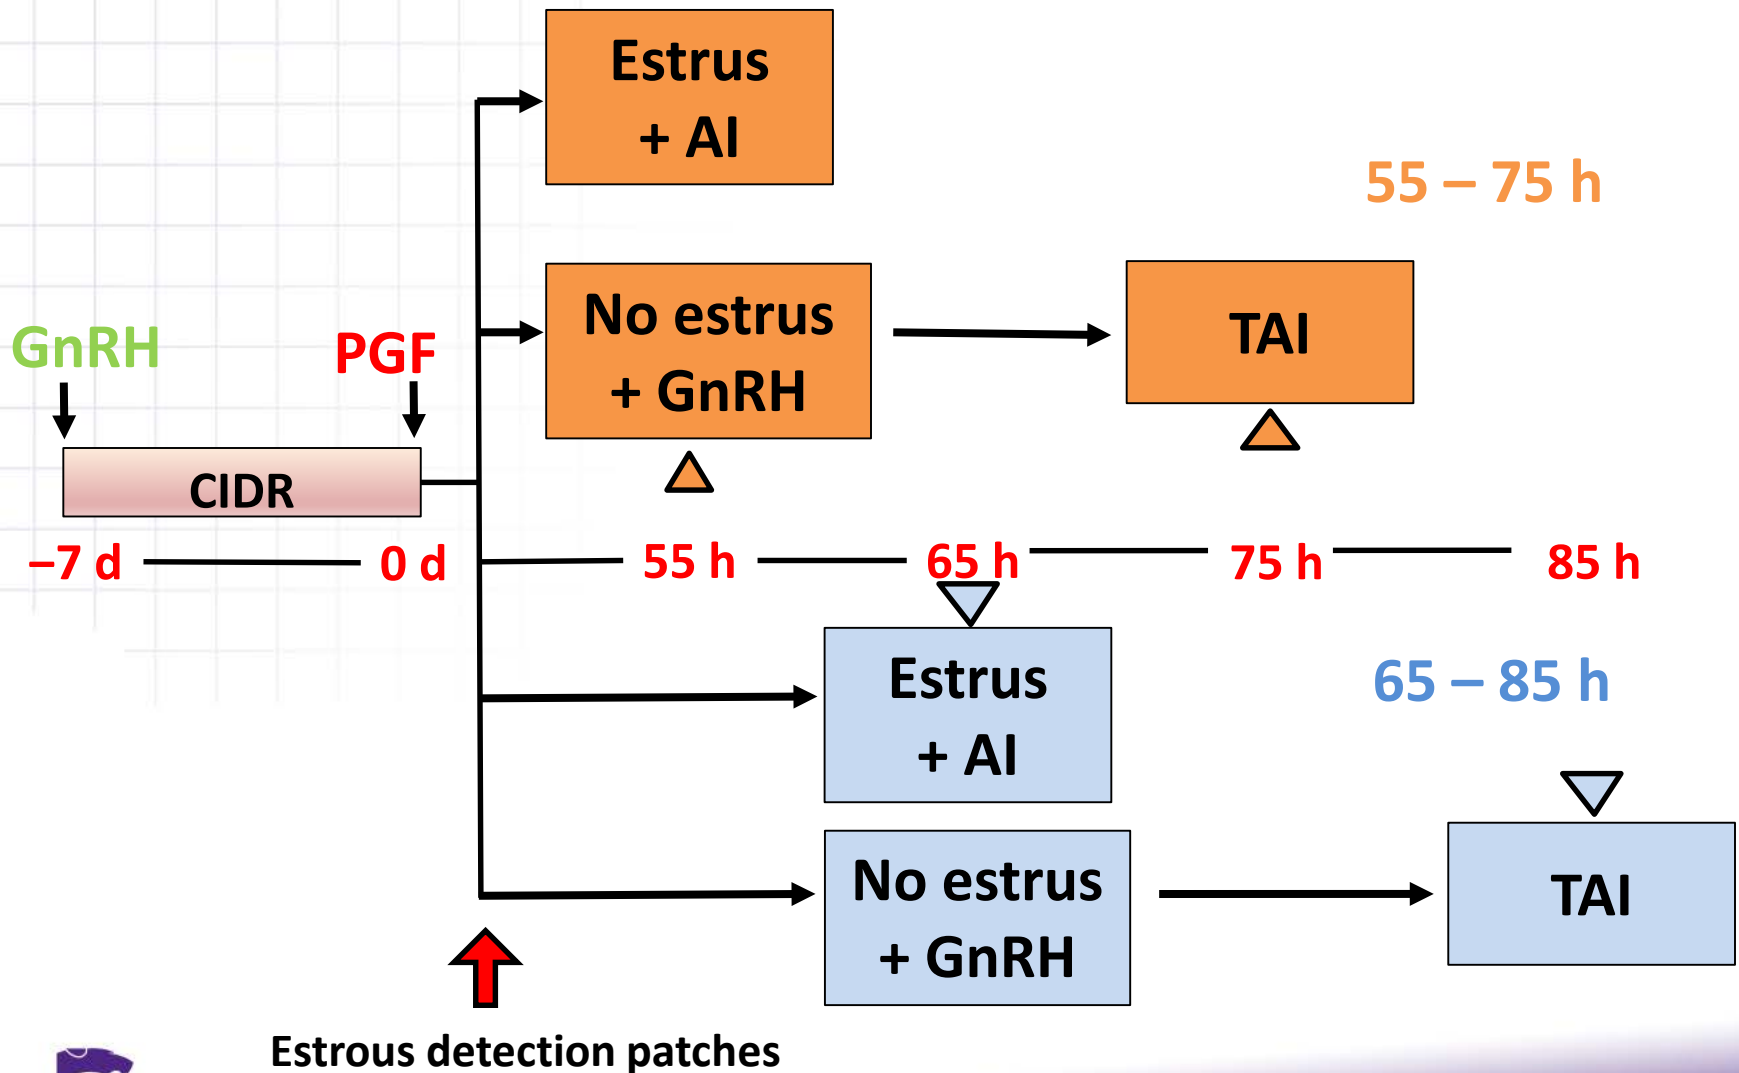 Estrus
+ AI
55 – 75 h
No estrus
+ GnRH
TAI
GnRH
PGF
CIDR
–7 d
0 d
55 h
65 h
75 h
85 h
Estrus
+ AI
65 – 85 h
No estrus
+ GnRH
TAI
Estrous detection patches